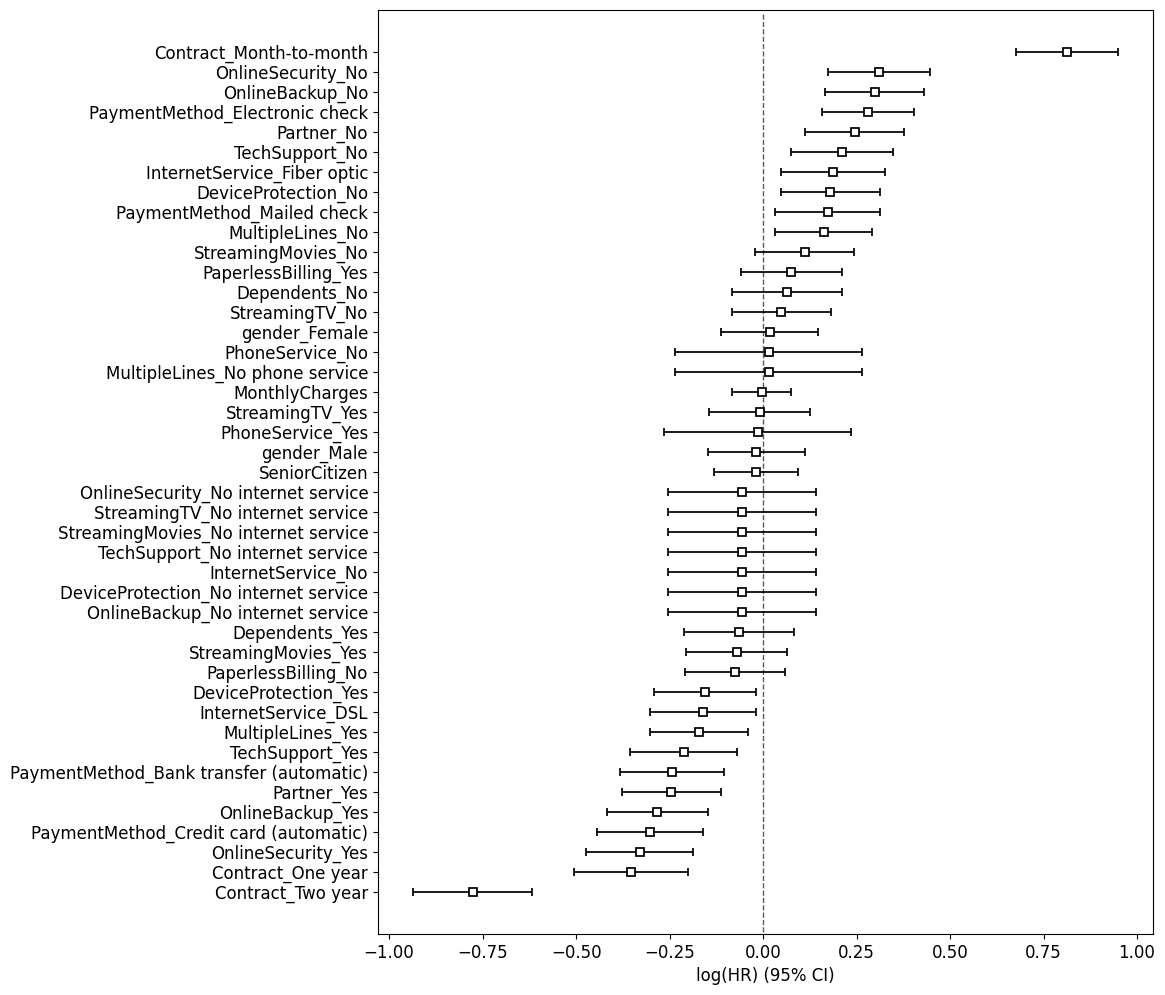 Contract_Month-to-month
OnlineSecurity_No
OnlineBackup_No
PaymentMethod_Electronic check
Partner_No
TechSupport_No
InternetService_Fiber optic
DeviceProtection_No
PaymentMethod_Mailed check
MultipleLines_No
StreamingMovies_No
PaperlessBilling_Yes
Dependents_No
StreamingTV_No
gender_Female
PhoneService_No
MultipleLines_No phone service
MonthlyCharges
StreamingTV_Yes
PhoneService_Yes
gender_Male
SeniorCitizen
OnlineSecurity_No internet service
StreamingTV_No internet service
StreamingMovies_No internet service
TechSupport_No internet service
InternetService_No
DeviceProtection_No internet service
OnlineBackup_No internet service
Dependents_Yes
StreamingMovies_Yes
PaperlessBilling_No
DeviceProtection_Yes
InternetService_DSL
MultipleLines_Yes
TechSupport_Yes
PaymentMethod_Bank transfer (automatic)
Partner_Yes
OnlineBackup_Yes
PaymentMethod_Credit card (automatic)
OnlineSecurity_Yes
Contract_One year
Contract_Two year
−1.00 −0.75 −0.50 −0.25 0.00 0.25 0.50 0.75 1.00
log(HR) (95% CI)